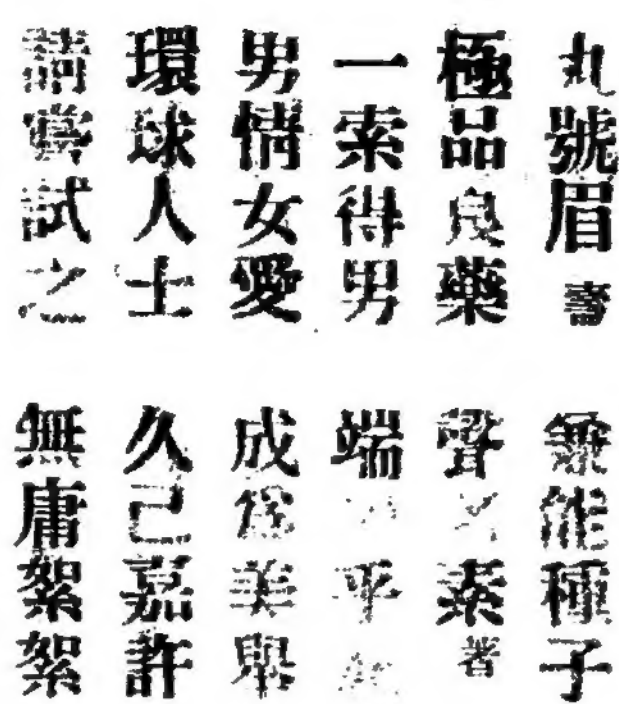 丸號眉壽
兼能種子
極品良藥
聲素著
一索得男
端乎
男情女愛
成美舉
環球人士
久己嘉許
請嘗試之
無庸絮絮